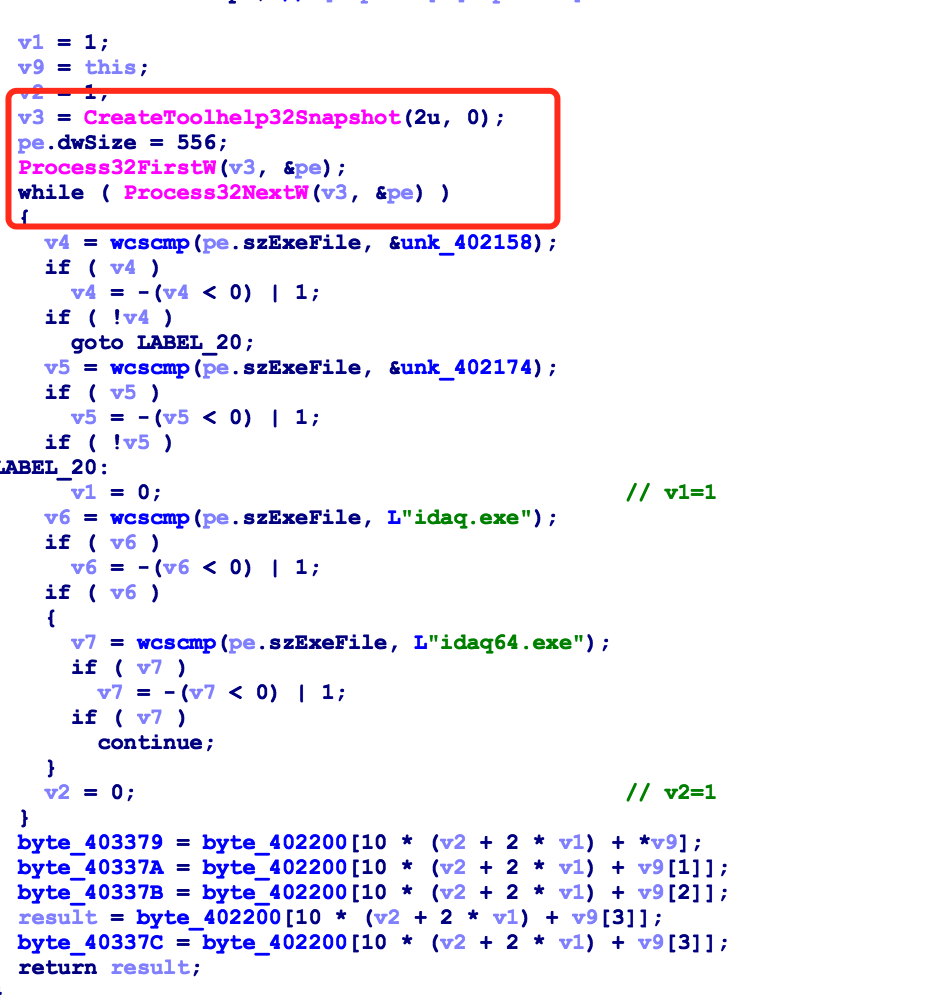 v1 = 1;
v9 = this;
v2 = 1;
v3 = CreateToolhelp32Snapshot(2u, 0);
pe.dwSize = 556;
Process32FirstW(v3, &pe);
while ( Process32NextW(v3, &pe) )
{
v4 = wcscmp(pe.szExeFile, &unk_402158);
if ( v4 )
v4 = -(v4 < 0) | 1;
if ( !v4 )
goto LABEL_20;
v5 = wcscmp(pe.szExeFile, &unk_402174);
if ( v5 )
v5 = -(v5 < 0) | 1;
if ( !v5 )
LABEL_20:
v1 = 0; // v1=1
v6 = wcscmp(pe.szExeFile, L"idaq.exe");
if ( v6 )
v6 = -(v6 < 0) | 1;
if ( v6 )
{
v7 = wcscmp(pe.szExeFile, L"idaq64.exe");
if ( v7 )
v7 = -(v7 < 0) | 1;
if ( v7 )
continue;
}
v2 = 0; // v2=1
}
byte_403379 = byte_402200[10 * (v2 + 2 * v1) + *v9];
byte_40337A = byte_402200[10 * (v2 + 2 * v1) + v9[1]];
byte_40337B = byte_402200[10 * (v2 + 2 * v1) + v9[2]];
result = byte_402200[10 * (v2 + 2 * v1) + v9[3]];
byte_40337C = byte_402200[10 * (v2 + 2 * v1) + v9[3]];
return result;